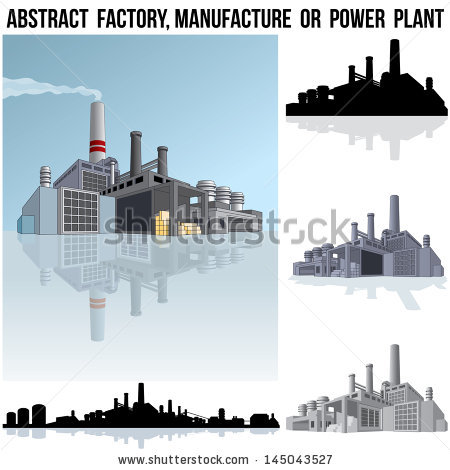 ABSTRACT FACTORY, MANUFACTURE OR POWER PLANT
shutterstock
www.shutterstock.com · 145043527